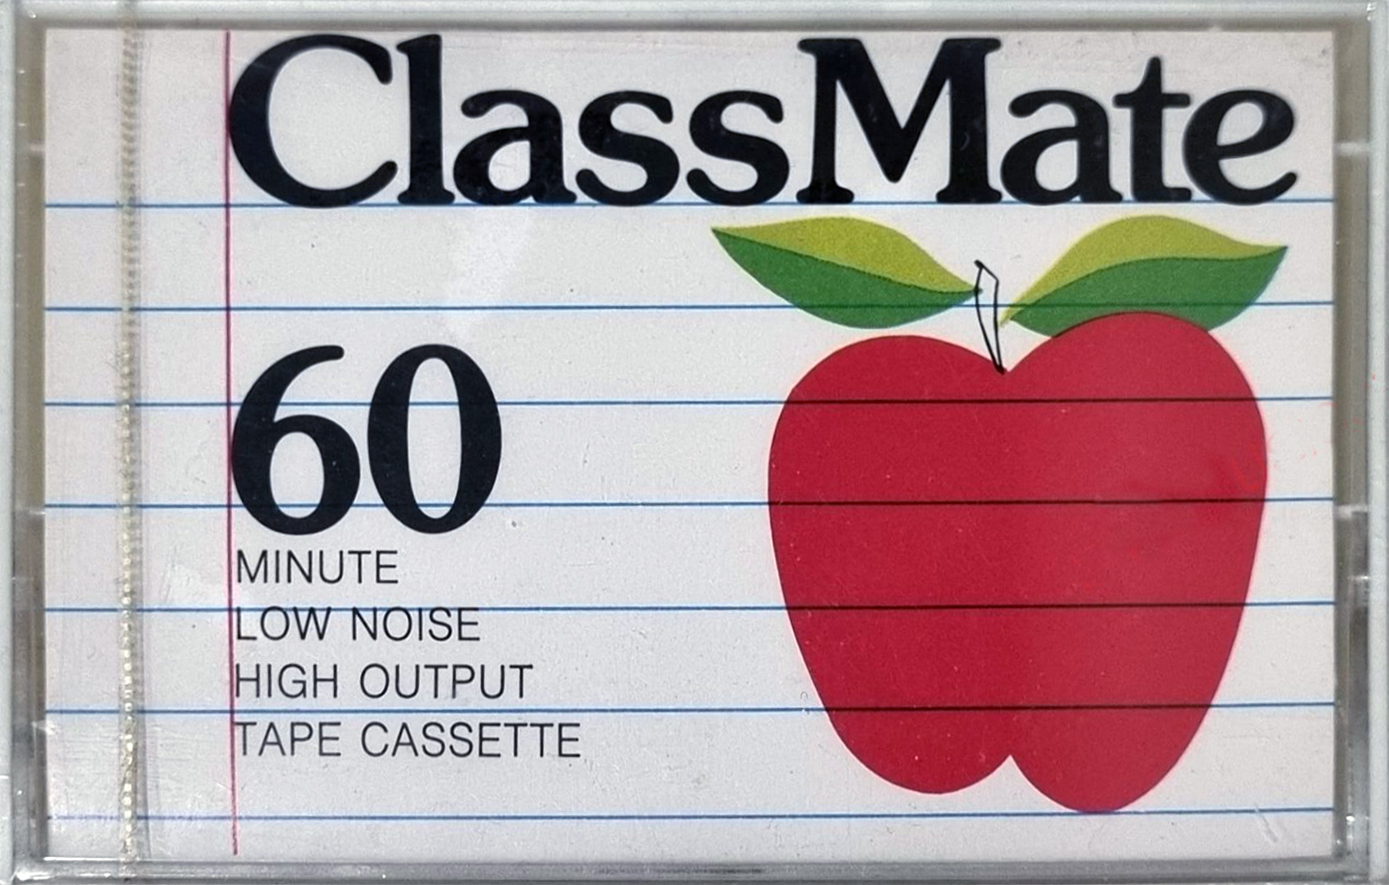 ClassMate
60
MINUTE
LOW NOISE
HIGH OUTPUT
TAPE CASSETTE